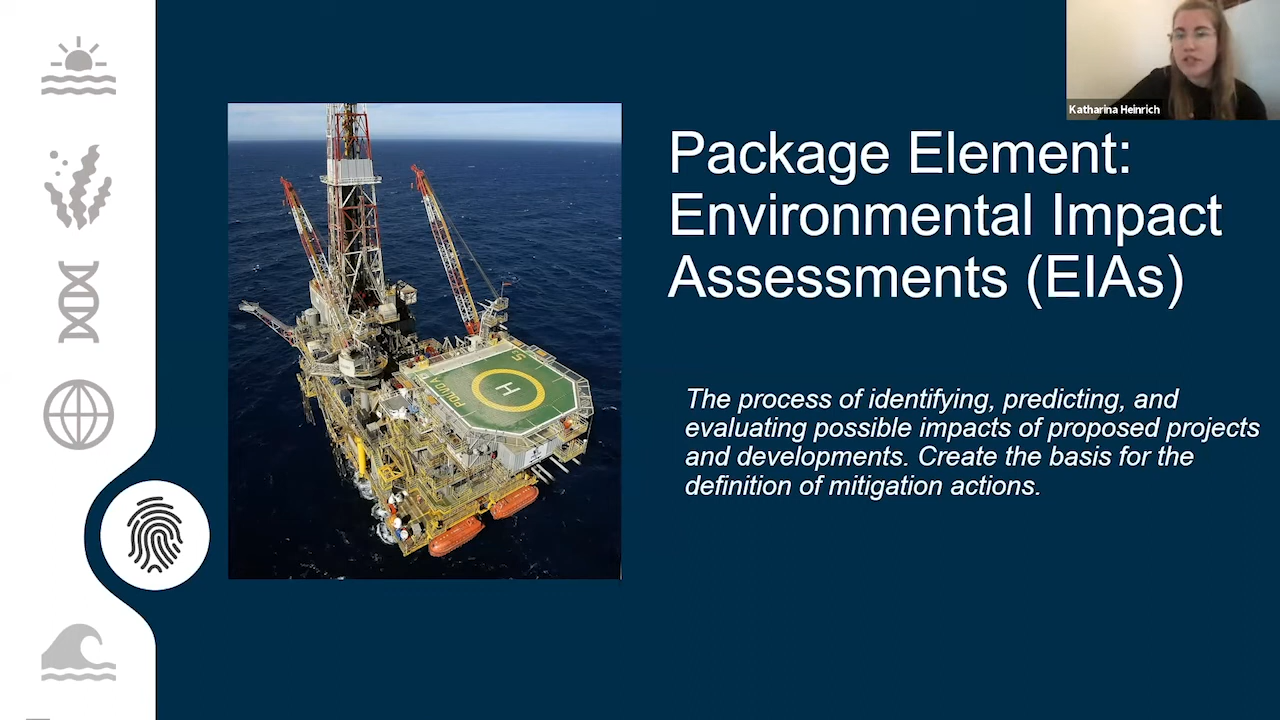 Katharina Heinrich
Package Element:
Environmental Impact
Assessments (EIAs)
The process of identifying, predicting, and
evaluating possible impacts of proposed projects
and developments. Create the basis for the
definition of mitigation actions.
H